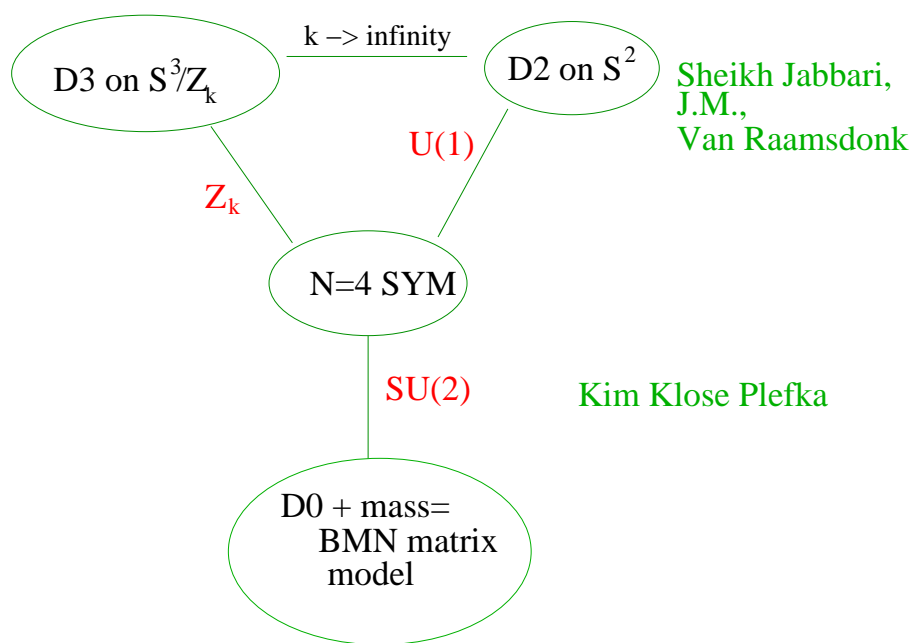 k −> infinity
D3 on S³/Zₖ
D2 on S²
Sheikh Jabbari,
J.M.,
Van Raamsdonk
U(1)
Zₖ
N=4 SYM
SU(2)
Kim Klose Plefka
D0 + mass=
BMN matrix
model